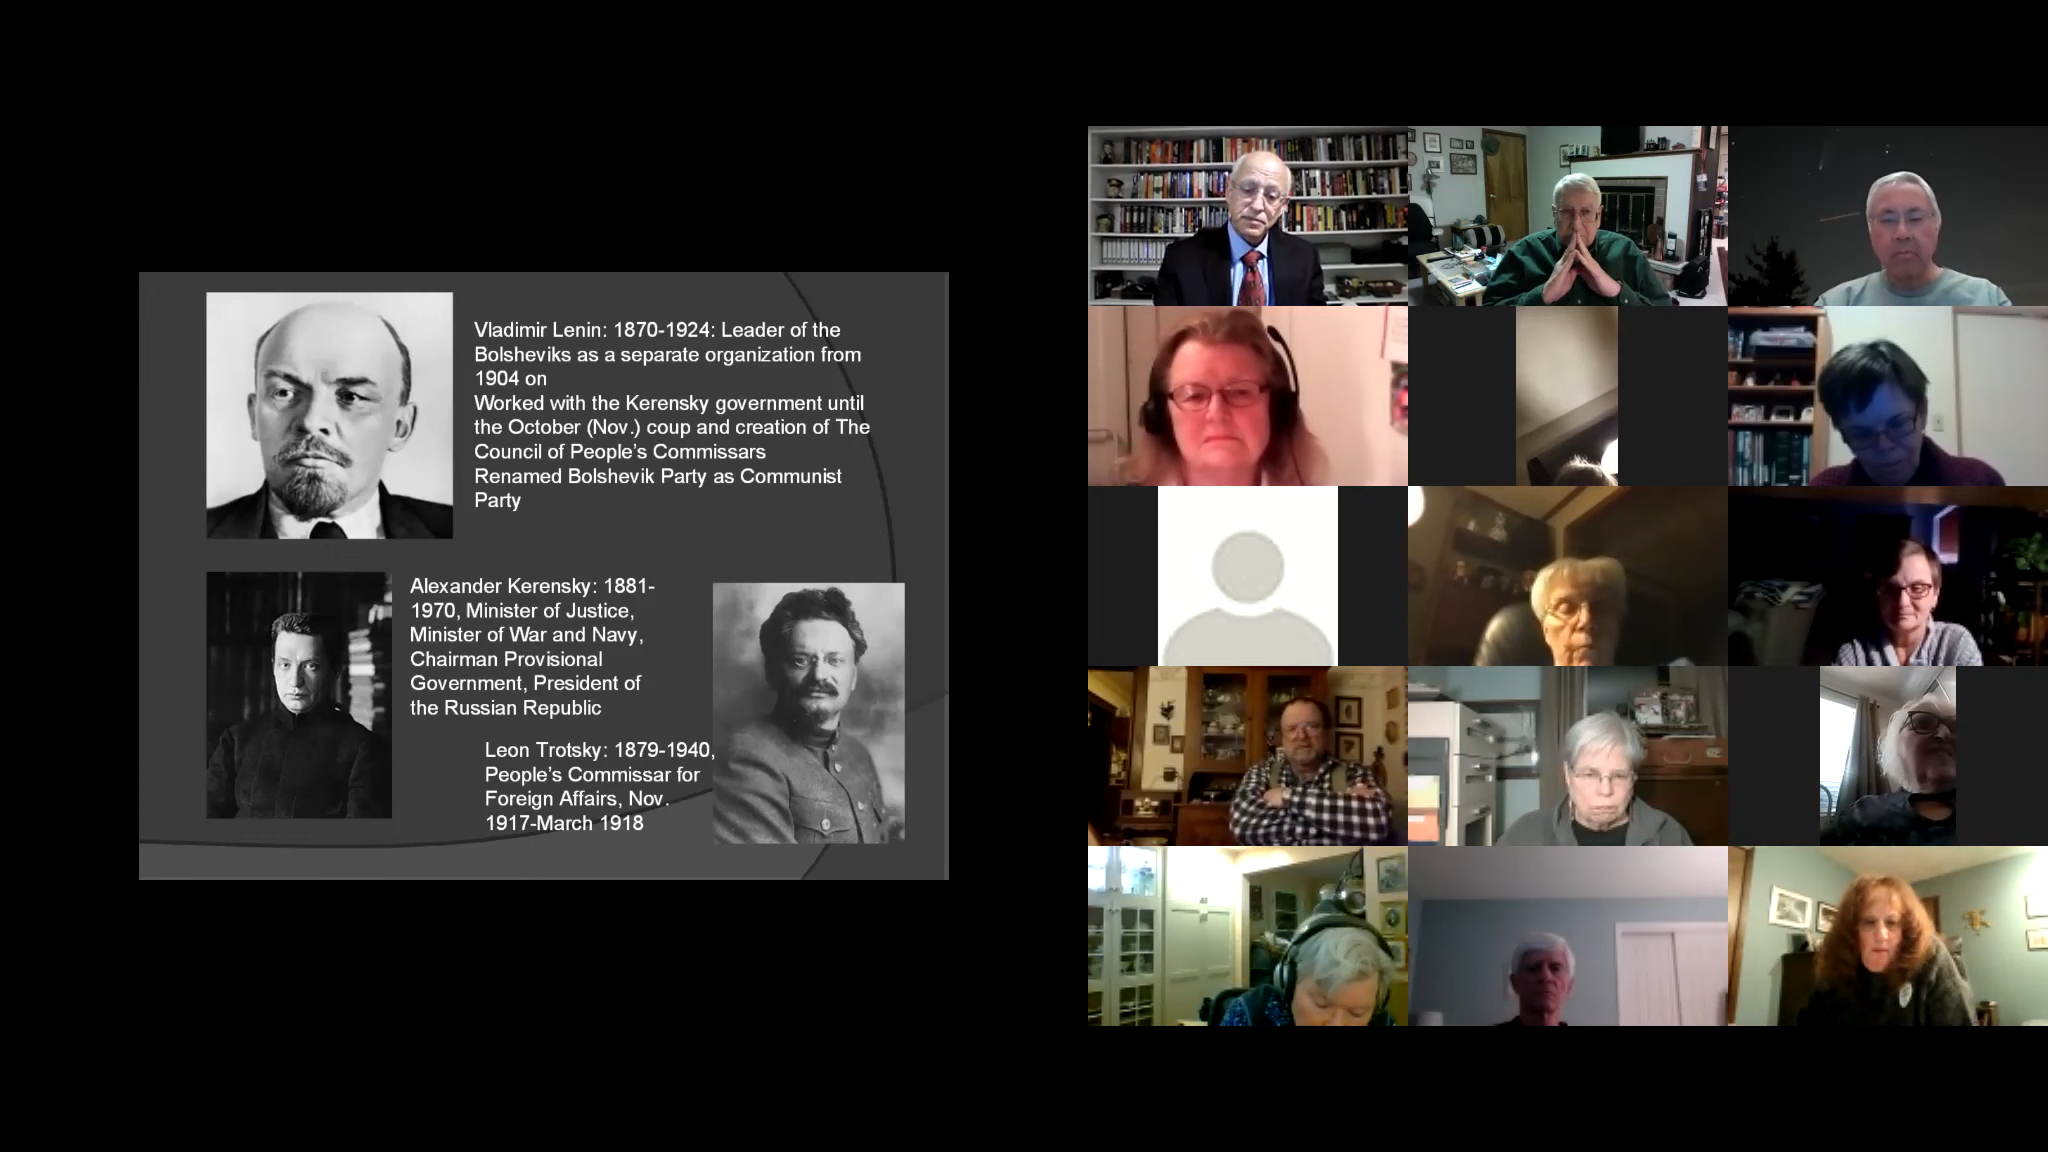 Vladimir Lenin: 1870-1924: Leader of the
Bolsheviks as a separate organization from
1904 on
Worked with the Kerensky government until
the October (Nov.) coup and creation of The
Council of People’s Commissars
Renamed Bolshevik Party as Communist
Party
Alexander Kerensky: 1881-
1970, Minister of Justice,
Minister of War and Navy,
Chairman Provisional
Government, President of
the Russian Republic
Leon Trotsky: 1879-1940,
People’s Commissar for
Foreign Affairs, Nov.
1917-March 1918